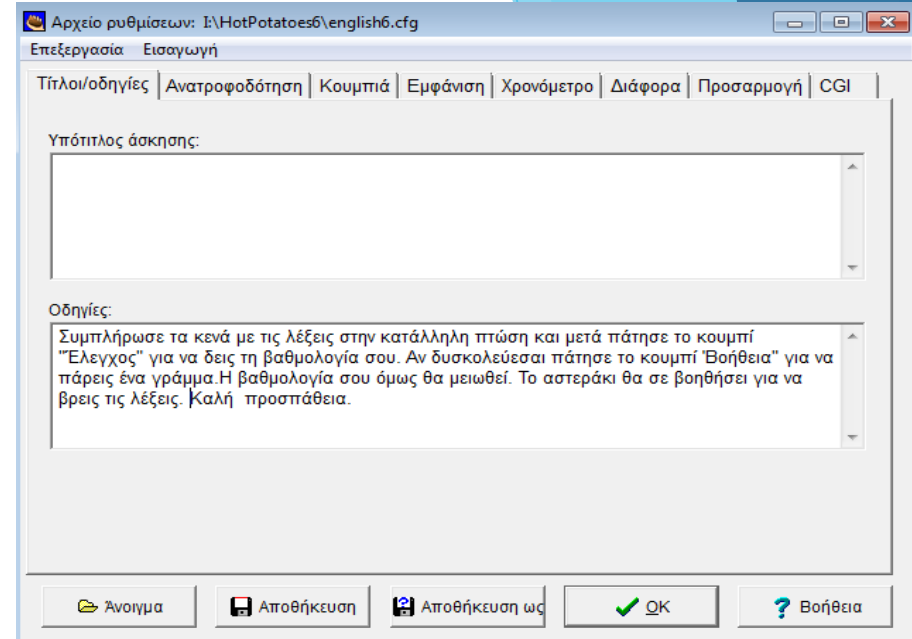 Αρχείο ρυθμίσεων: I:\HotPotatoes6\english6.cfg
Επεξεργασία Εισαγωγή
Τίτλοι/οδηγίες Ανατροφοδότηση Κουμπιά Εμφάνιση Χρονόμετρο Διάφορα Προσαρμογή CGI
Υπότιτλος άσκησης:
Οδηγίες:
Συμπλήρωσε τα κενά με τις λέξεις στην κατάλληλη πτώση και μετά πάτησε το κουμπί
"Έλεγχος" για να δεις τη βαθμολογία σου. Αν δυσκολεύεσαι πάτησε το κουμπί 'Βοήθεια" για να
πάρεις ένα γράμμα.Η βαθμολογία σου όμως θα μειωθεί. Το αστεράκι θα σε βοηθήσει για να
βρεις τις λέξεις. Καλή προσπάθεια.
Άνοιγμα Αποθήκευση Αποθήκευση ως OK Βοήθεια